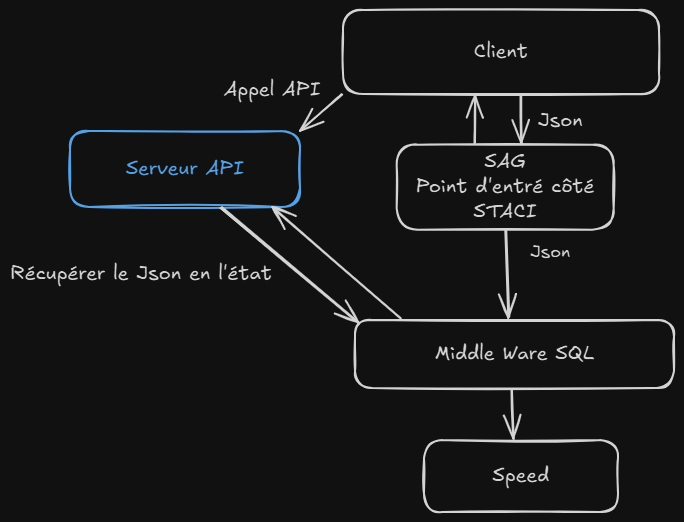 Client
Appel API
Json
Serveur API
SAG
Point d'entré côté
STACI
Json
Récupérer le Json en l'état
Middle Ware SQL
Speed